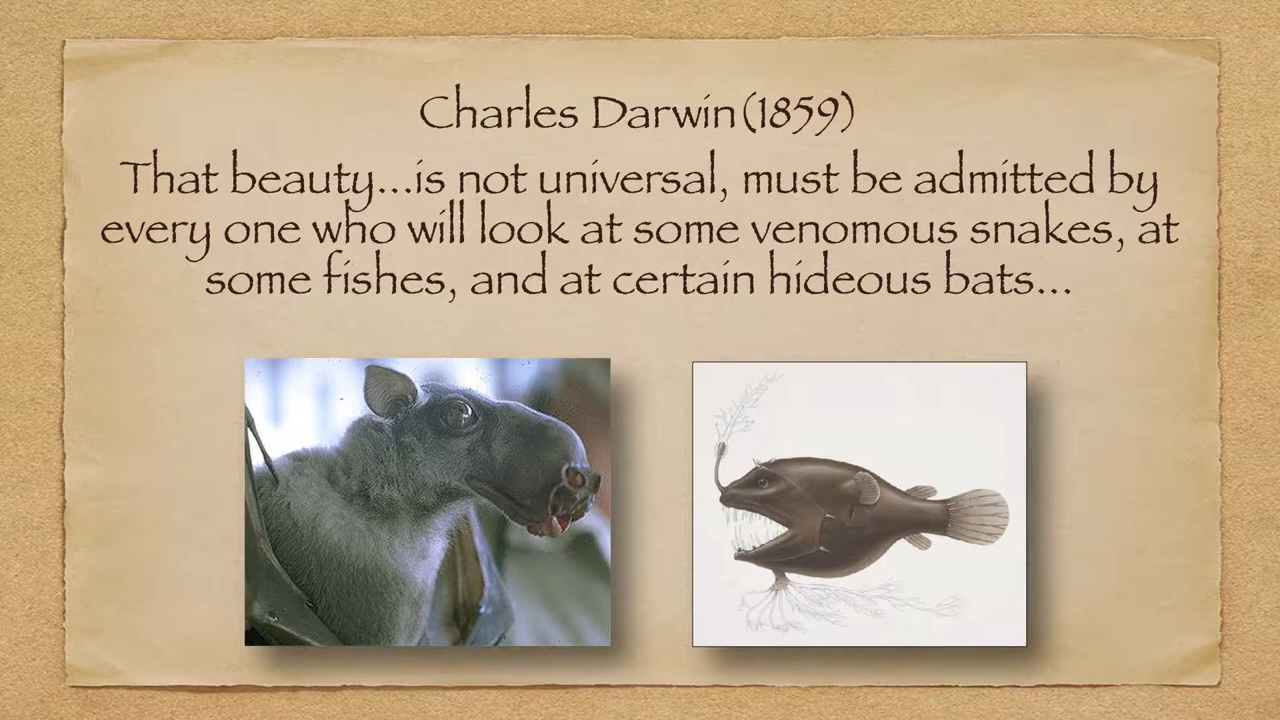 Charles Darwin (1859)
That beauty...is not universal, must be admitted by
every one who will look at some venomous snakes, at
some fishes, and at certain hideous bats...